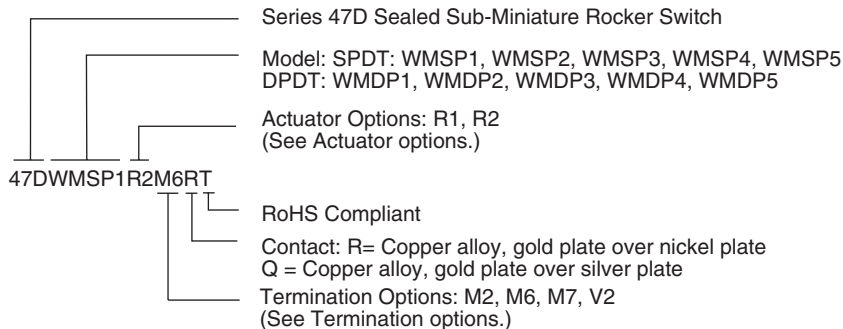 Series 47D Sealed Sub-Miniature Rocker Switch
Model: SPDT: WMSP1, WMSP2, WMSP3, WMSP4, WMSP5
DPDT: WMDP1, WMDP2, WMDP3, WMDP4, WMDP5
Actuator Options: R1, R2
(See Actuator options.)
47DWMSP1R2M6RT
RoHS Compliant
Contact: R= Copper alloy, gold plate over nickel plate
Q = Copper alloy, gold plate over silver plate
Termination Options: M2, M6, M7, V2
(See Termination options.)